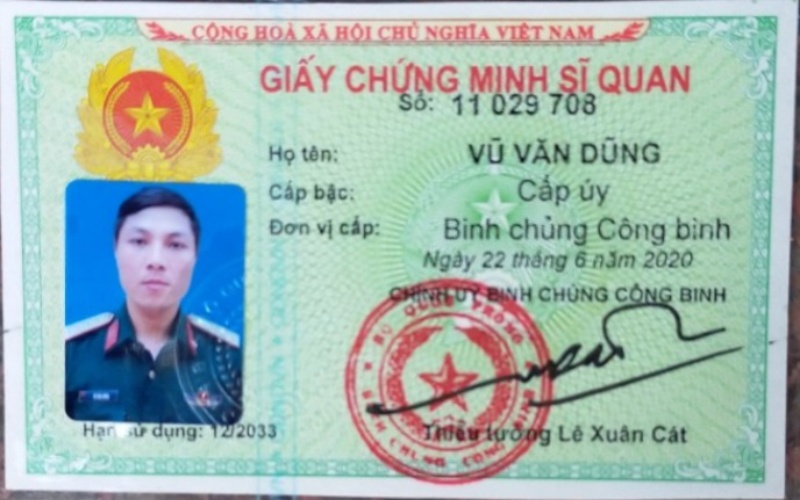 CỘNG HOÀ XÃ HỘI CHỦ NGHĨA VIỆT NAM
GIẤY CHỨNG MINH SĨ QUAN
Số: 11 029 708
Họ tên: VŨ VĂN DŨNG
Cấp bậc: Cấp úy
Đơn vị cấp: Binh chủng Công binh
Ngày 22 tháng 6 năm 2020
CHÍNH ỦY BINH CHỦNG CÔNG BINH
BỘ QUỐC PHÒNG
BINH CHỦNG CÔNG BINH
Hạn sử dụng: 12/2033
Thiếu tướng Lê Xuân Cát